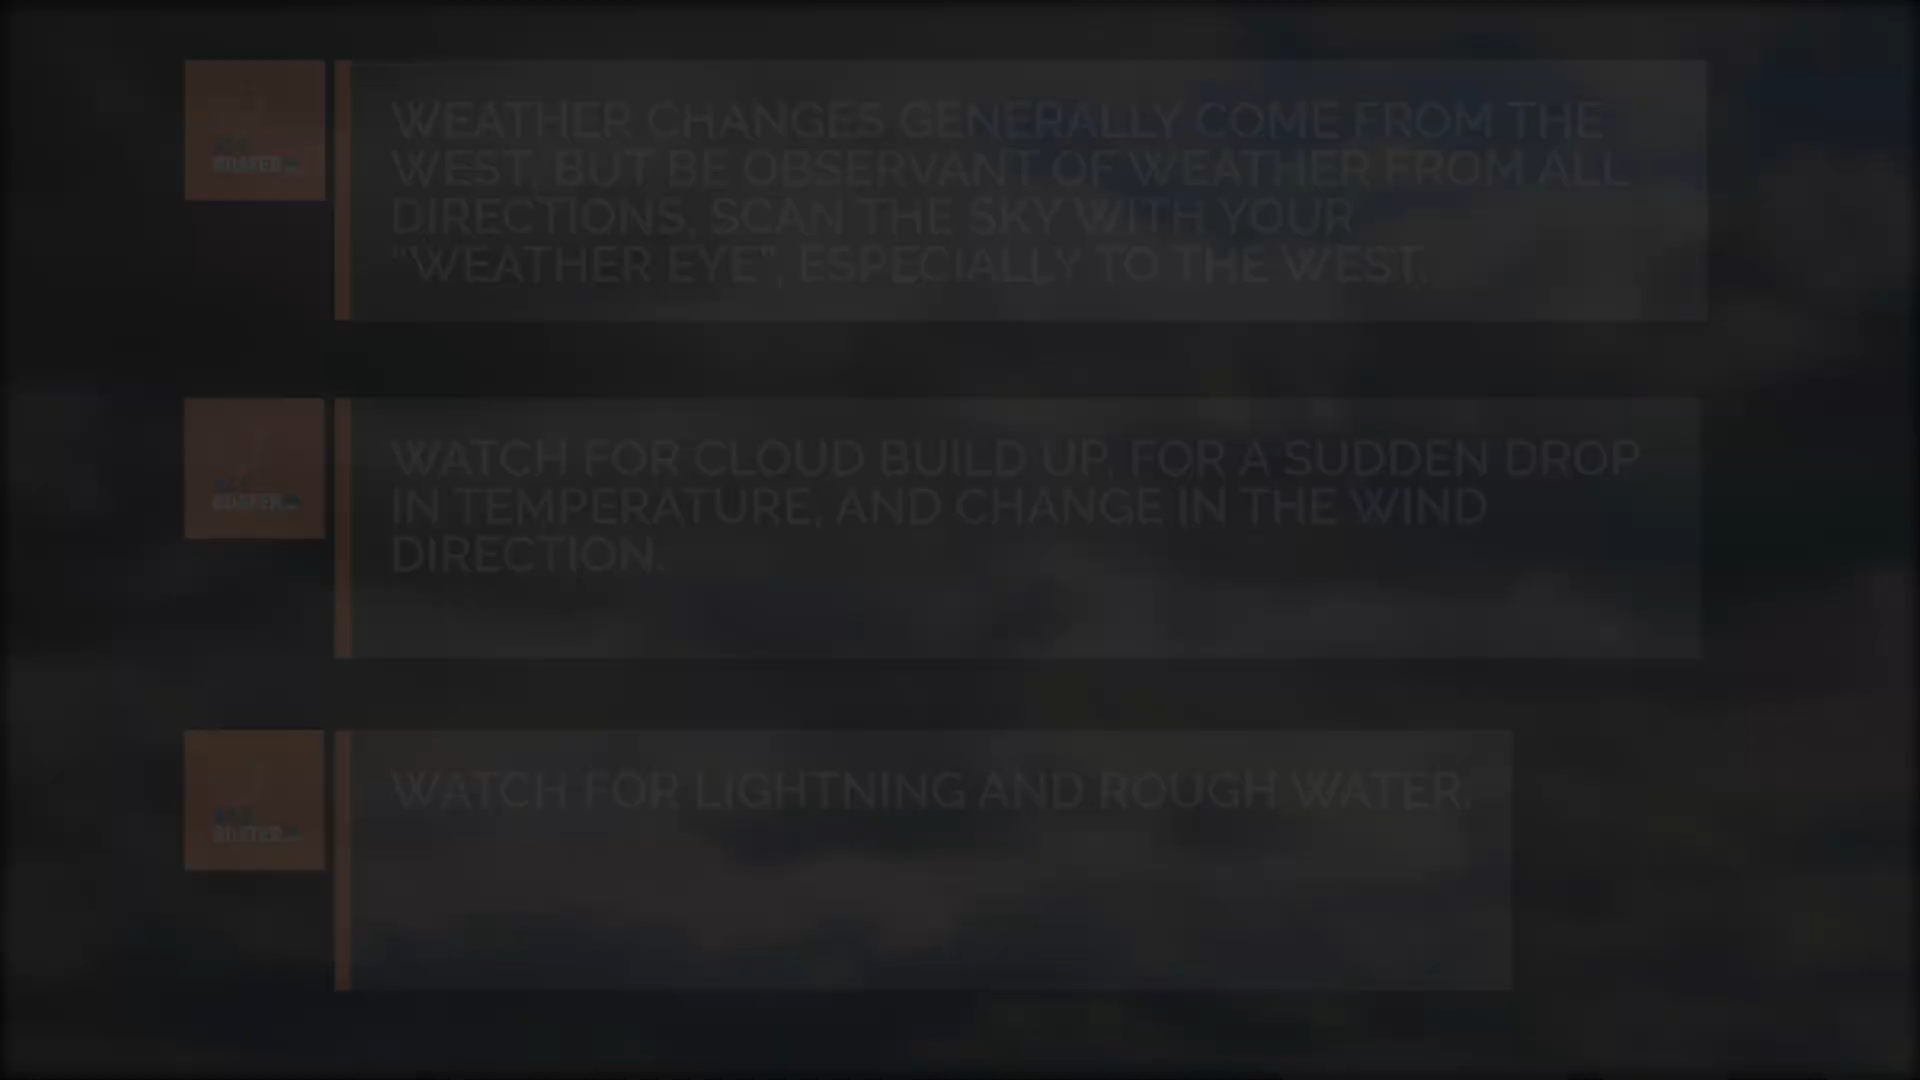 WEATHER CHANGES GENERALLY COME FROM THE
WEST, BUT BE OBSERVANT OF WEATHER FROM ALL
DIRECTIONS, SCAN THE SKY WITH YOUR
"WEATHER EYE", ESPECIALLY TO THE WEST.
WATCH FOR CLOUD BUILD UP, FOR A SUDDEN DROP
IN TEMPERATURE, AND CHANGE IN THE WIND
DIRECTION.
WATCH FOR LIGHTNING AND ROUGH WATER.